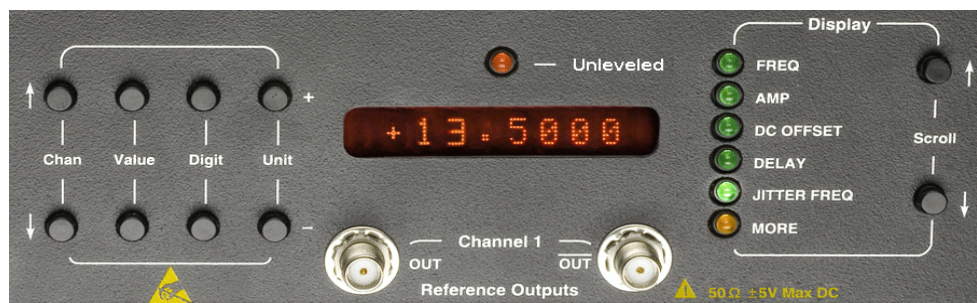 Display
Unleveled
FREQ
AMP
DC OFFSET
DELAY
JITTER FREQ
MORE
Scroll
+
Chan Value Digit Unit
−
+13.5000
Channel 1
OUT OUT
Reference Outputs
50Ω ±5V Max DC